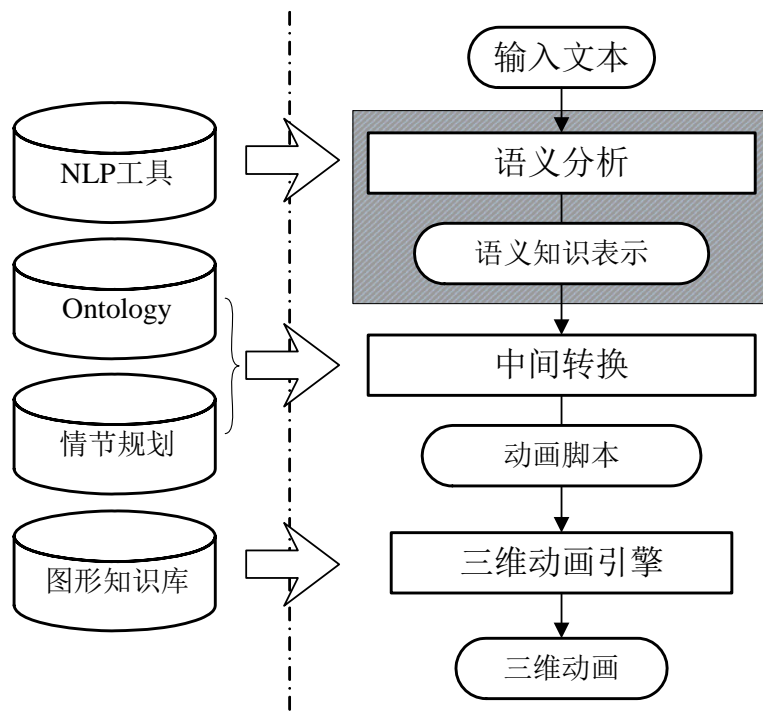 输入文本
NLP工具
语义分析
语义知识表示
Ontology
中间转换
情节规划
动画脚本
图形知识库
三维动画引擎
三维动画